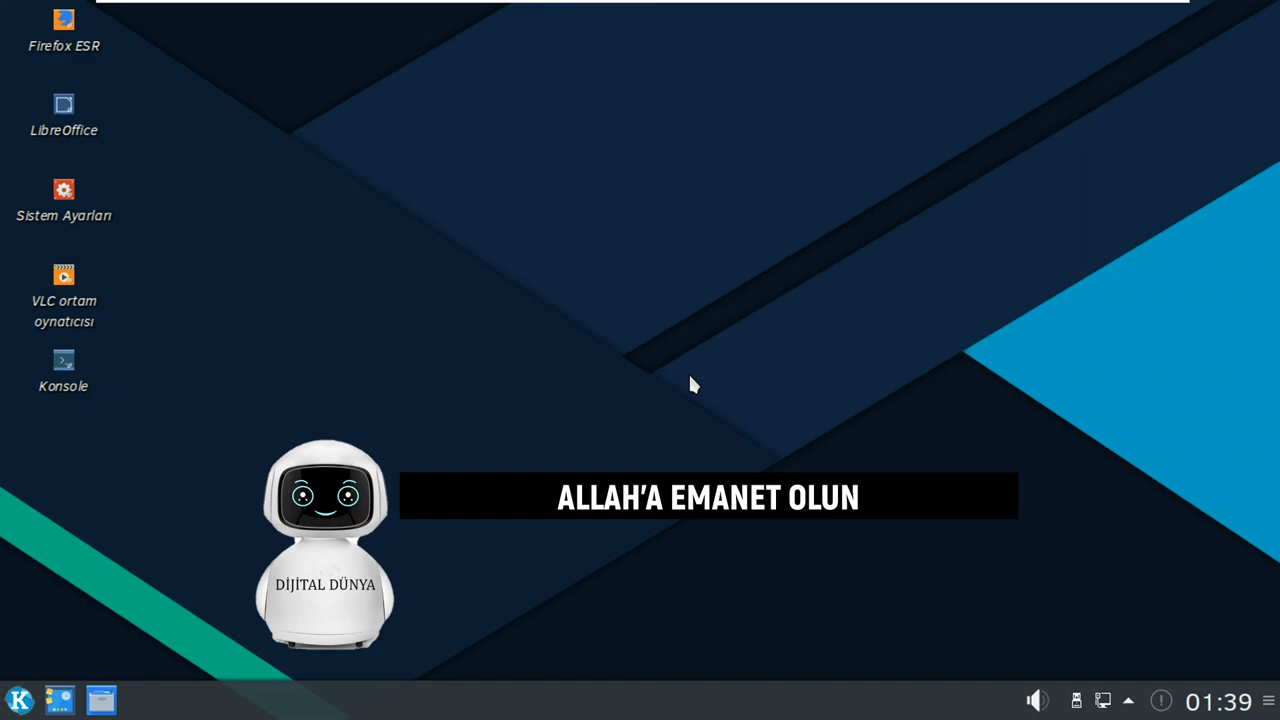 Firefox ESR
LibreOffice
Sistem Ayarları
VLC ortam
oynatıcısı
Konsole
ALLAH'A EMANET OLUN
DİJİTAL DÜNYA
K
01:39